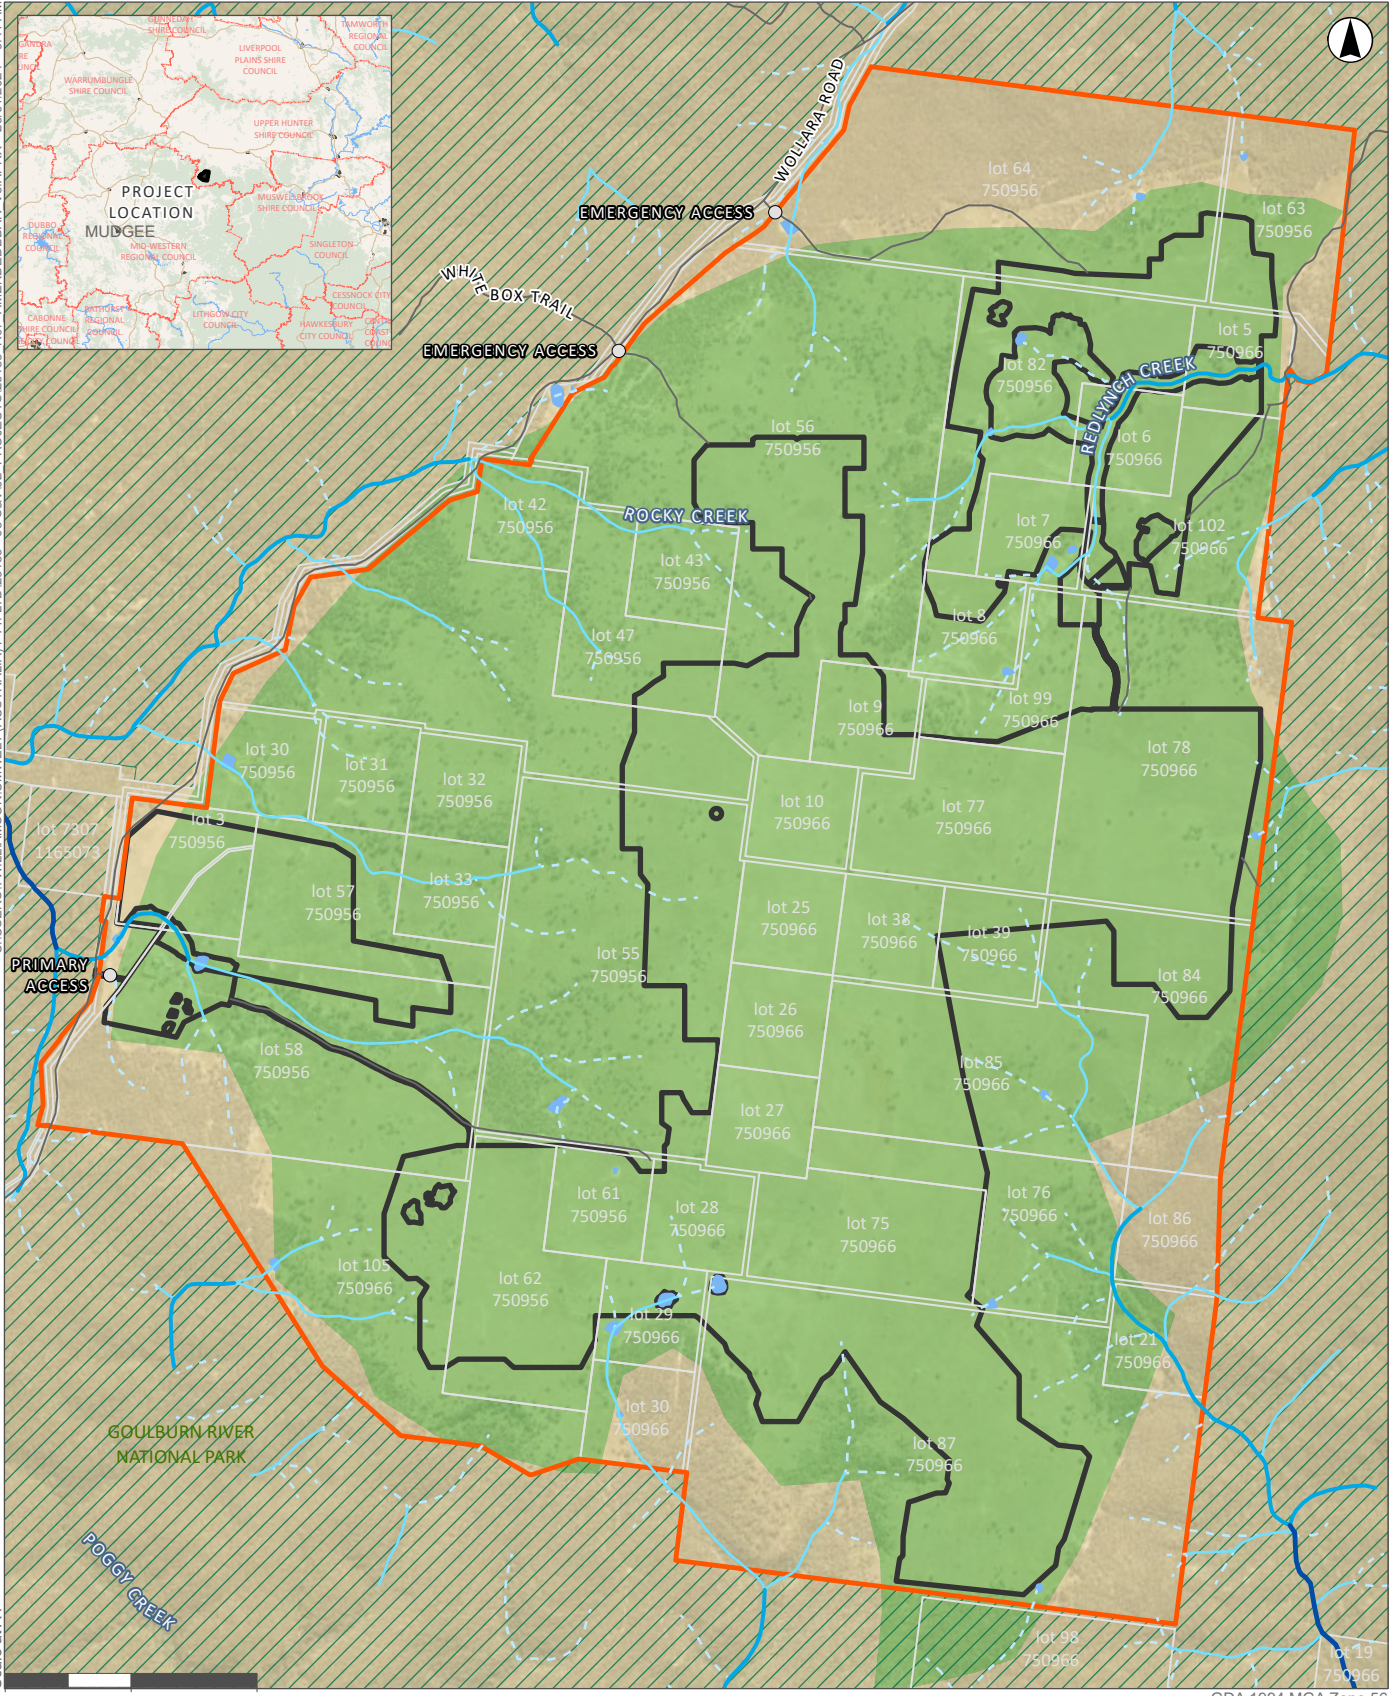 GUNNEDAH
SHIRE COUNCIL
TAMWORTH
REGIONAL
COUNCIL
LIVERPOOL
PLAINS SHIRE
COUNCIL
WARRUMBUNGLE
SHIRE COUNCIL
UPPER HUNTER
SHIRE COUNCIL
PROJECT
LOCATION
MUDGEE
MUSWELLBROOK
SHIRE COUNCIL
DUBBO
REGIONAL
COUNCIL
MID-WESTERN
REGIONAL COUNCIL
SINGLETON
COUNCIL
CESSNOCK CITY
COUNCIL
BATHURST
REGIONAL
COUNCIL
LITHGOW CITY
COUNCIL
HAWKESBURY
CITY COUNCIL
CABONNE
SHIRE COUNCIL
WOLLARA ROAD
EMERGENCY ACCESS
WHITE BOX TRAIL
EMERGENCY ACCESS
lot 64
750956
lot 63
750956
lot 5
750966
lot 82
750956
REDLYNCH CREEK
lot 6
750966
lot 56
750956
lot 42
750956
ROCKY CREEK
lot 7
750966
lot 102
750966
lot 43
750956
lot 47
750956
lot 8
750966
lot 9
750966
lot 99
750966
lot 30
750956
lot 31
750956
lot 32
750956
lot 78
750966
lot 10
750966
lot 77
750966
lot 7307
1165073
lot 3
750956
lot 57
750956
lot 33
750956
lot 25
750966
lot 38
750966
lot 39
750966
lot 55
750956
lot 84
750966
PRIMARY
ACCESS
lot 26
750966
lot 58
750956
lot 85
750966
lot 27
750966
lot 61
750956
lot 28
750966
lot 75
750966
lot 76
750966
lot 86
750966
lot 105
750966
lot 62
750956
lot 29
750966
lot 21
750966
lot 30
750966
lot 87
750966
GOULBURN RIVER
NATIONAL PARK
POGGY CREEK
lot 98
750966
lot 19
750966